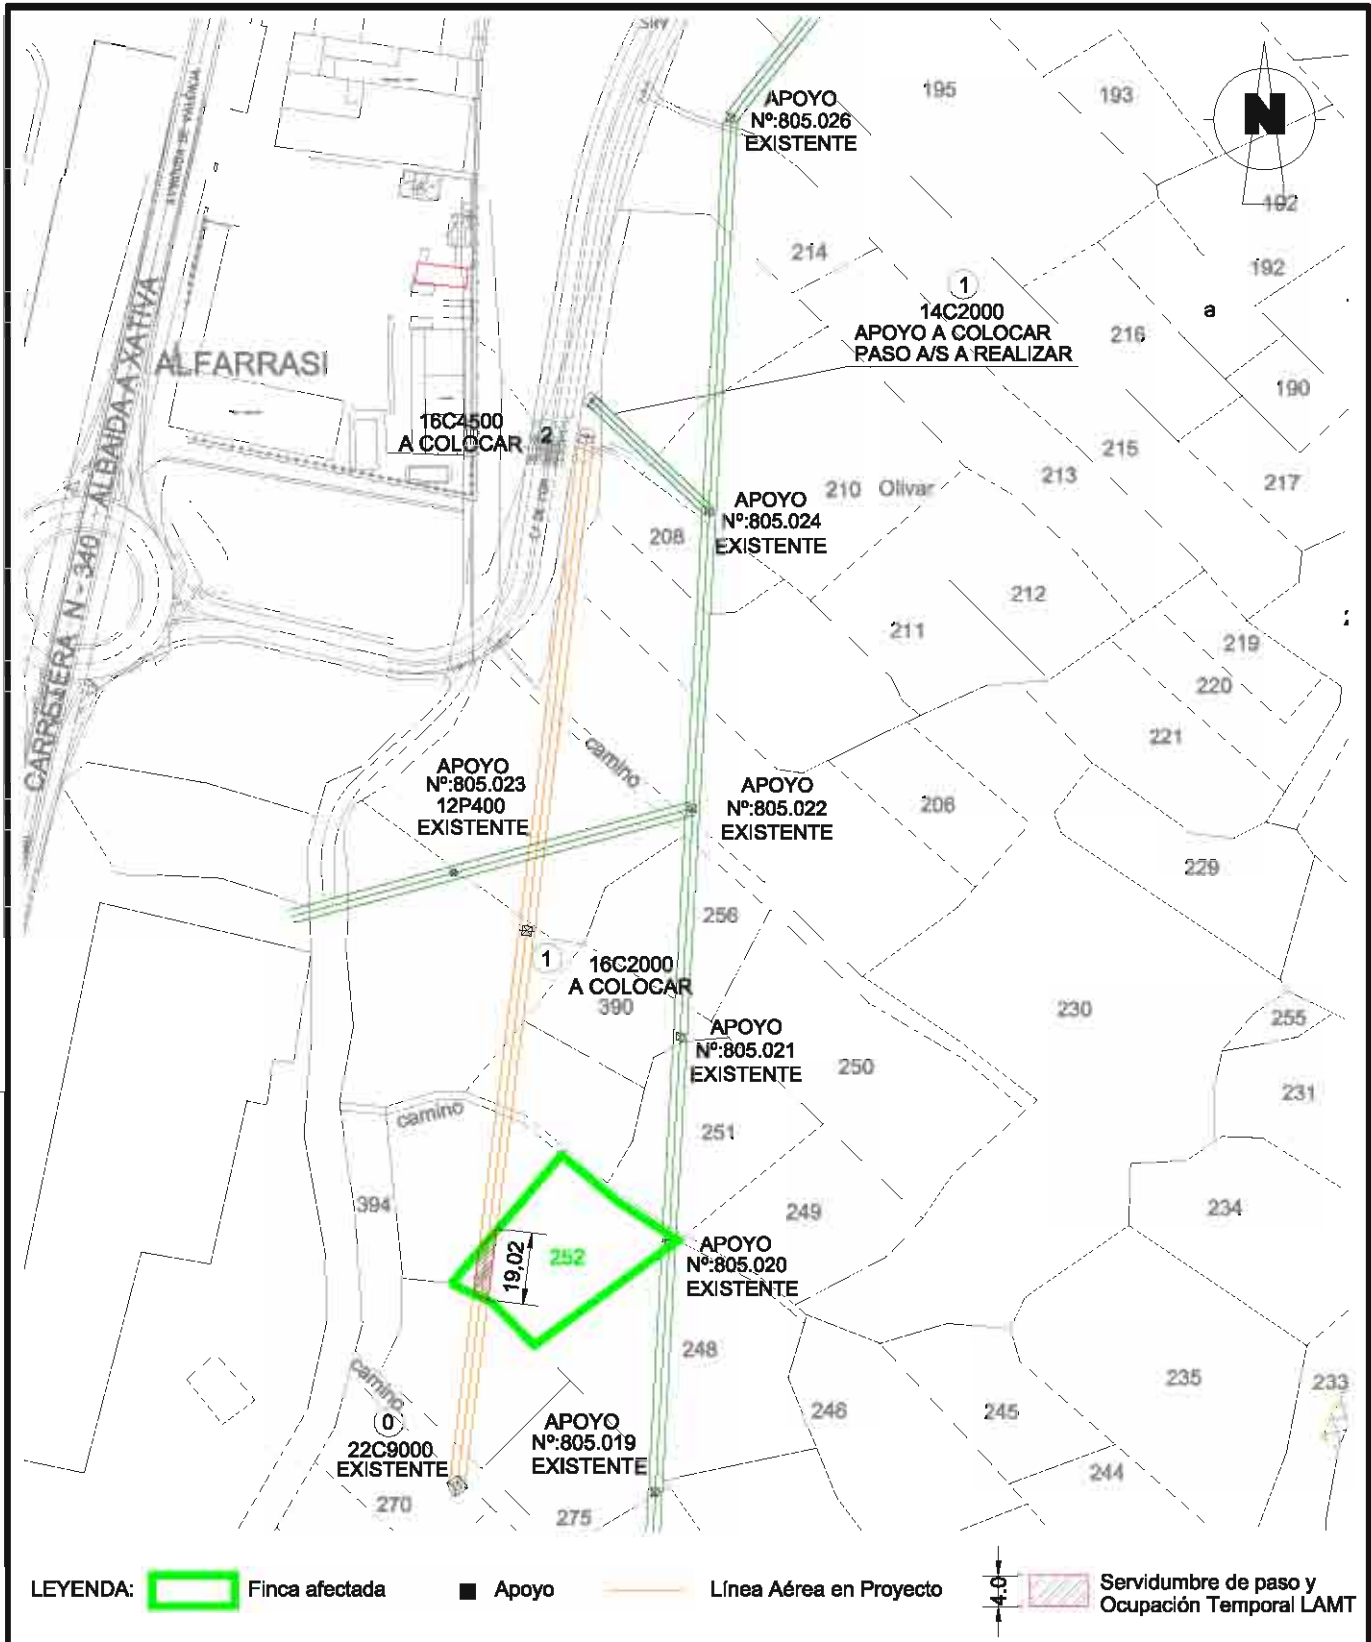 APOYO
Nº:805.026
EXISTENTE
195
193
N
192
192
214
1
14C2000
APOYO A COLOCAR
PASO A/S A REALIZAR
a
216
190
AVINGUDA DE VALENCIA
CARRETERA N - 340 ALBAIDA A XATIVA
ALFARRASI
16C4500
A COLOCAR
2
215
213
217
210 Olivar
APOYO
Nº:805.024
EXISTENTE
208
212
211
219
220
221
camino
APOYO
Nº:805.023
12P400
EXISTENTE
APOYO
Nº:805.022
EXISTENTE
206
229
256
1
16C2000
A COLOCAR
390
230
255
APOYO
Nº:805.021
EXISTENTE
250
231
camino
251
394
249
234
252
19,02
APOYO
Nº:805.020
EXISTENTE
248
camino
235
233
246
245
0
22C9000
EXISTENTE
APOYO
Nº:805.019
EXISTENTE
244
270
275
LEYENDA:
Finca afectada
Apoyo
Línea Aérea en Proyecto
4.0
Servidumbre de paso y
Ocupación Temporal LAMT